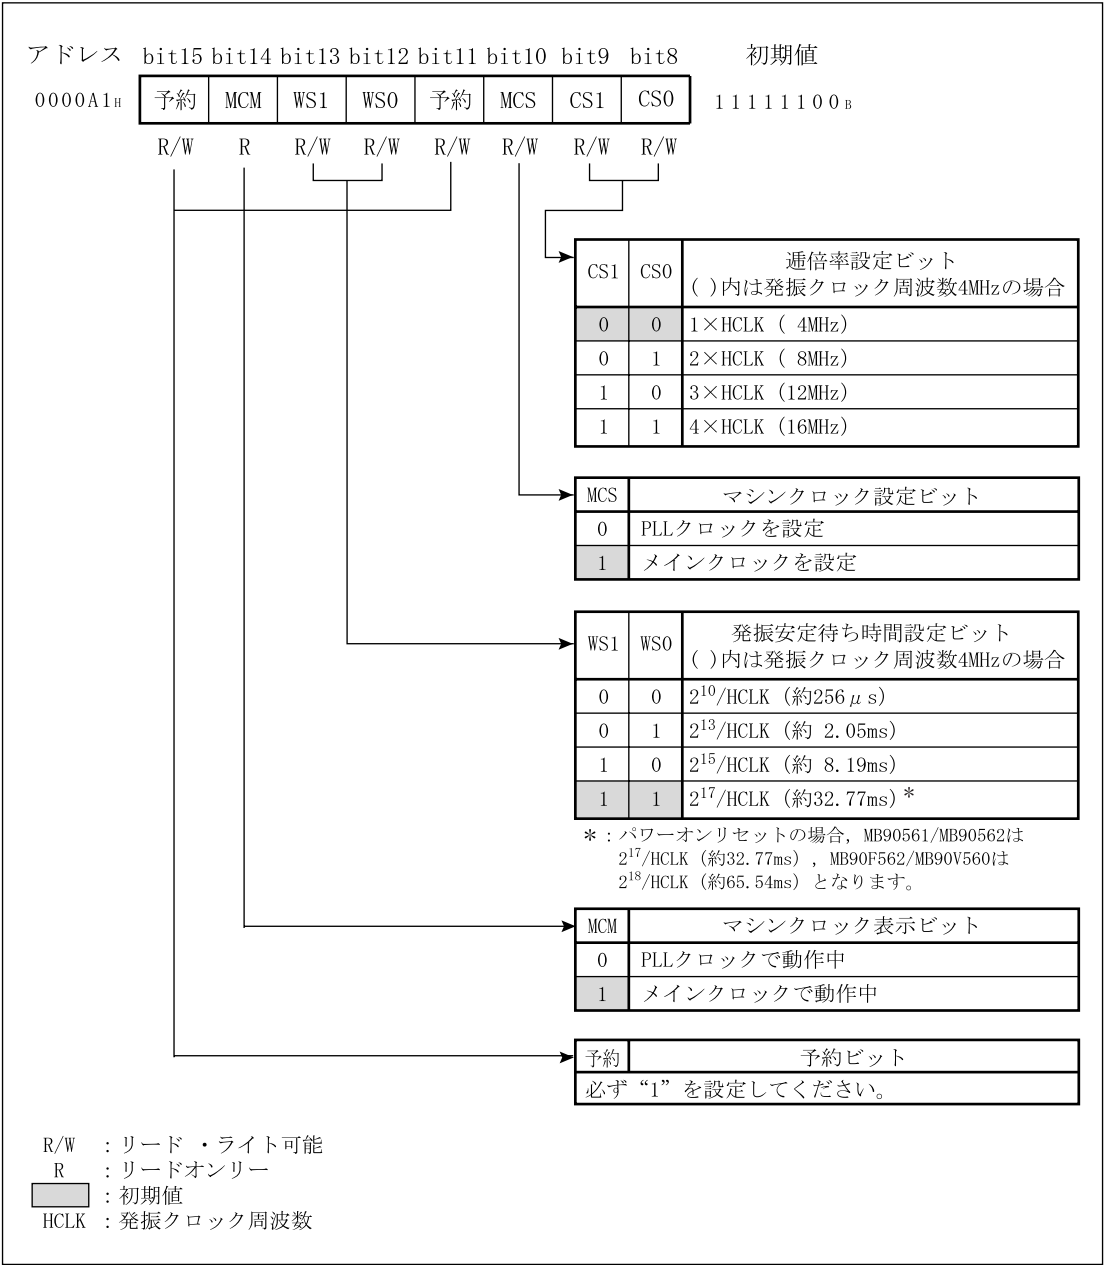 アドレス bit15 bit14 bit13 bit12 bit11 bit10 bit9 bit8 初期値
0000A1H 予約 MCM WS1 WS0 予約 MCS CS1 CS0 11111100B
R/W R R/W R/W R/W R/W R/W R/W
CS1 CS0 逓倍率設定ビット
( )内は発振クロック周波数4MHzの場合
0 0 1×HCLK ( 4MHz)
0 1 2×HCLK ( 8MHz)
1 0 3×HCLK (12MHz)
1 1 4×HCLK (16MHz)
MCS マシンクロック設定ビット
0 PLLクロックを設定
1 メインクロックを設定
WS1 WS0 発振安定待ち時間設定ビット
( )内は発振クロック周波数4MHzの場合
0 0 2^10/HCLK (約256μs)
0 1 2^13/HCLK (約 2.05ms)
1 0 2^15/HCLK (約 8.19ms)
1 1 2^17/HCLK (約32.77ms)*
* : パワーオンリセットの場合, MB90561/MB90562は
2^17/HCLK (約32.77ms) , MB90F562/MB90V560は
2^18/HCLK (約65.54ms) となります。
MCM マシンクロック表示ビット
0 PLLクロックで動作中
1 メインクロックで動作中
予約 予約ビット
必ず“1”を設定してください。
R/W : リード ・ライト可能
R : リードオンリー
: 初期値
HCLK : 発振クロック周波数